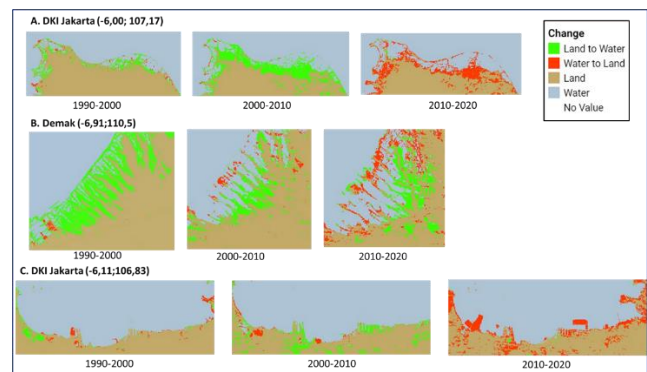 A. DKI Jakarta (-6,00; 107,17)
1990-2000
2000-2010
2010-2020
Change
Land to Water
Water to Land
Land
Water
No Value
B. Demak (-6,91;110,5)
1990-2000
2000-2010
2010-2020
C. DKI Jakarta (-6,11;106,83)
1990-2000
2000-2010
2010-2020